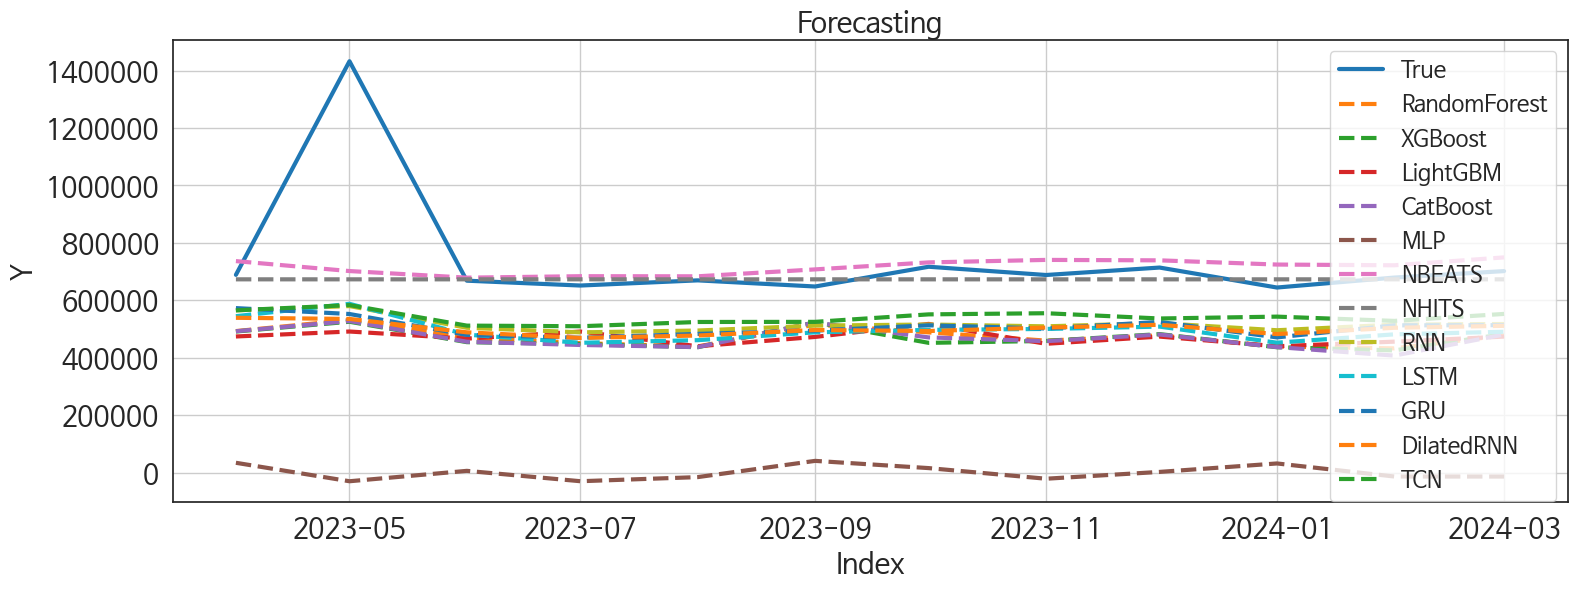 Forecasting
Y
1400000
1200000
1000000
800000
600000
400000
200000
0
True
RandomForest
XGBoost
LightGBM
CatBoost
MLP
NBEATS
NHITS
RNN
LSTM
GRU
DilatedRNN
TCN
2023-05 2023-07 2023-09 2023-11 2024-01 2024-03
Index